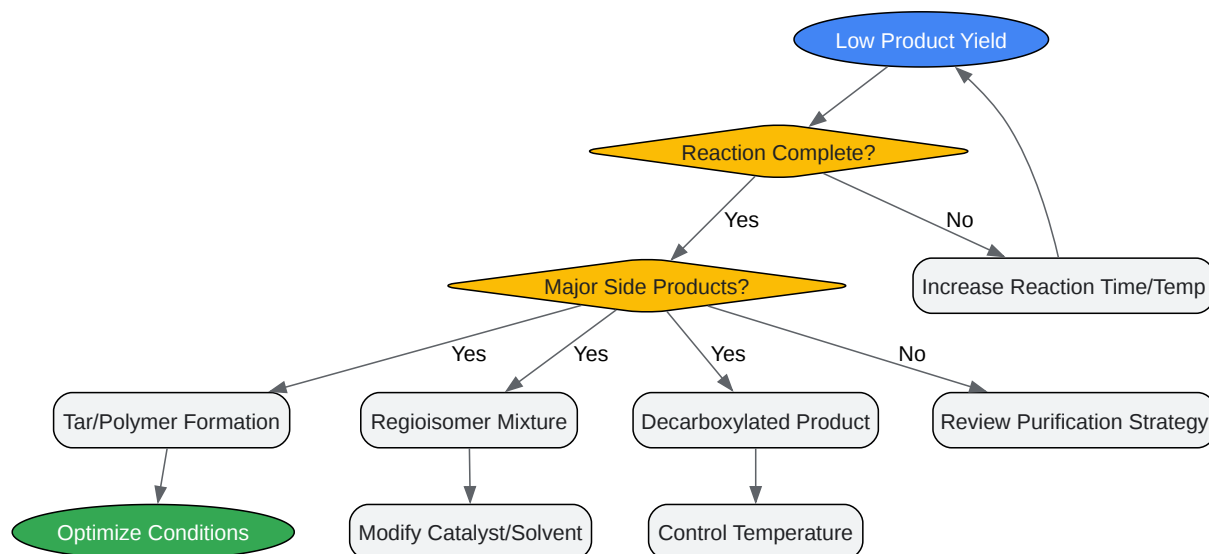 Low Product Yield
Reaction Complete?
Yes
No
Major Side Products?
Increase Reaction Time/Temp
Yes
Yes
Yes
No
Tar/Polymer Formation
Regioisomer Mixture
Decarboxylated Product
Review Purification Strategy
Optimize Conditions
Modify Catalyst/Solvent
Control Temperature